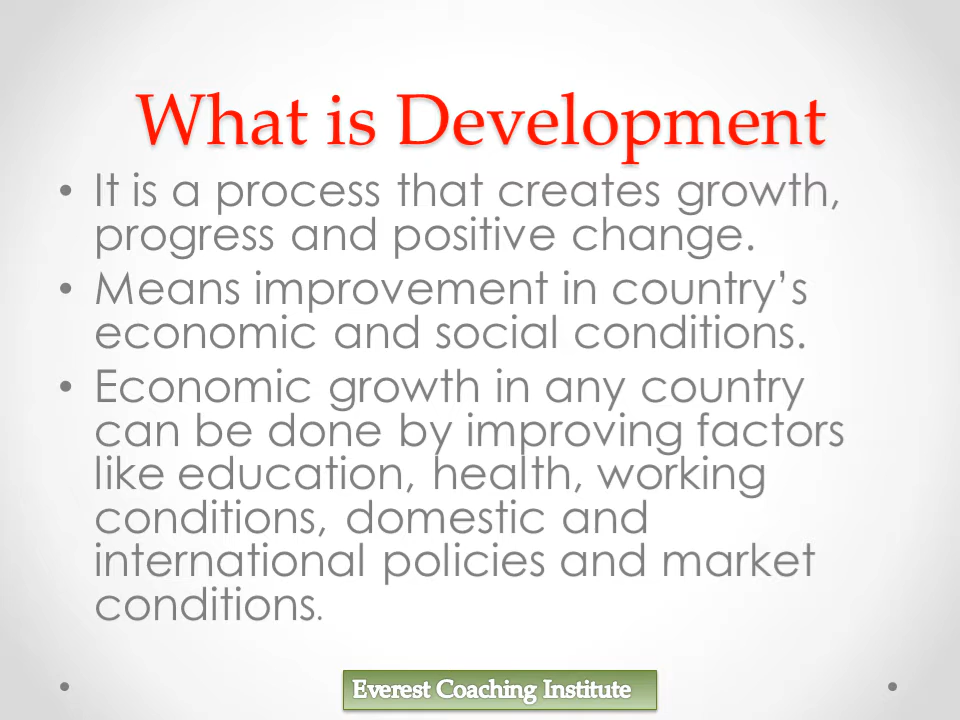 What is Development
• It is a process that creates growth,
progress and positive change.
• Means improvement in country’s
economic and social conditions.
• Economic growth in any country
can be done by improving factors
like education, health, working
conditions, domestic and
international policies and market
conditions.
Everest Coaching Institute